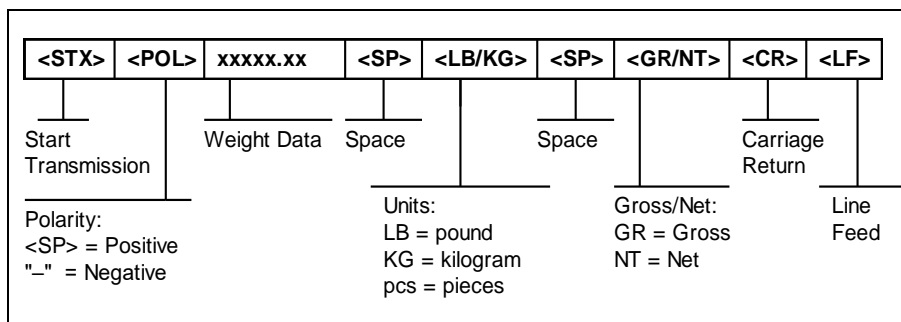 <STX> <POL> xxxxx.xx <SP> <LB/KG> <SP> <GR/NT> <CR> <LF>
Start
Transmission
Weight Data
Space
Space
Carriage
Return
Polarity:
<SP> = Positive
"–" = Negative
Units:
LB = pound
KG = kilogram
pcs = pieces
Gross/Net:
GR = Gross
NT = Net
Line
Feed